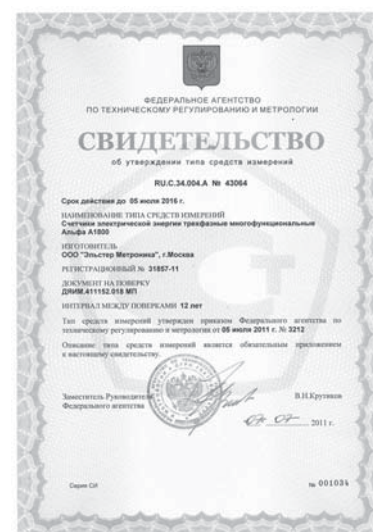 ФЕДЕРАЛЬНОЕ АГЕНТСТВО
ПО ТЕХНИЧЕСКОМУ РЕГУЛИРОВАНИЮ И МЕТРОЛОГИИ
СВИДЕТЕЛЬСТВО
об утверждении типа средств измерений
RU.C.34.004.A № 43064
Срок действия до 05 июля 2016 г.
НАИМЕНОВАНИЕ ТИПА СРЕДСТВ ИЗМЕРЕНИЙ
Счетчики электрической энергии трехфазные многофункциональные
Альфа А1800
ИЗГОТОВИТЕЛЬ
ООО "Эльстер Метроника", г.Москва
РЕГИСТРАЦИОННЫЙ № 31857-11
ДОКУМЕНТ НА ПОВЕРКУ
ДЯИМ.411152.018 МП
ИНТЕРВАЛ МЕЖДУ ПОВЕРКАМИ 12 лет
Тип средств измерений утвержден приказом Федерального агентства по
техническому регулированию и метрологии от 05 июля 2011 г. № 3212
Описание типа средств измерений является обязательным приложением
к настоящему свидетельству.
Заместитель Руководителя В.Н.Крутиков
Федерального агентства
07 07 2011 г.
Серия СИ № 001034